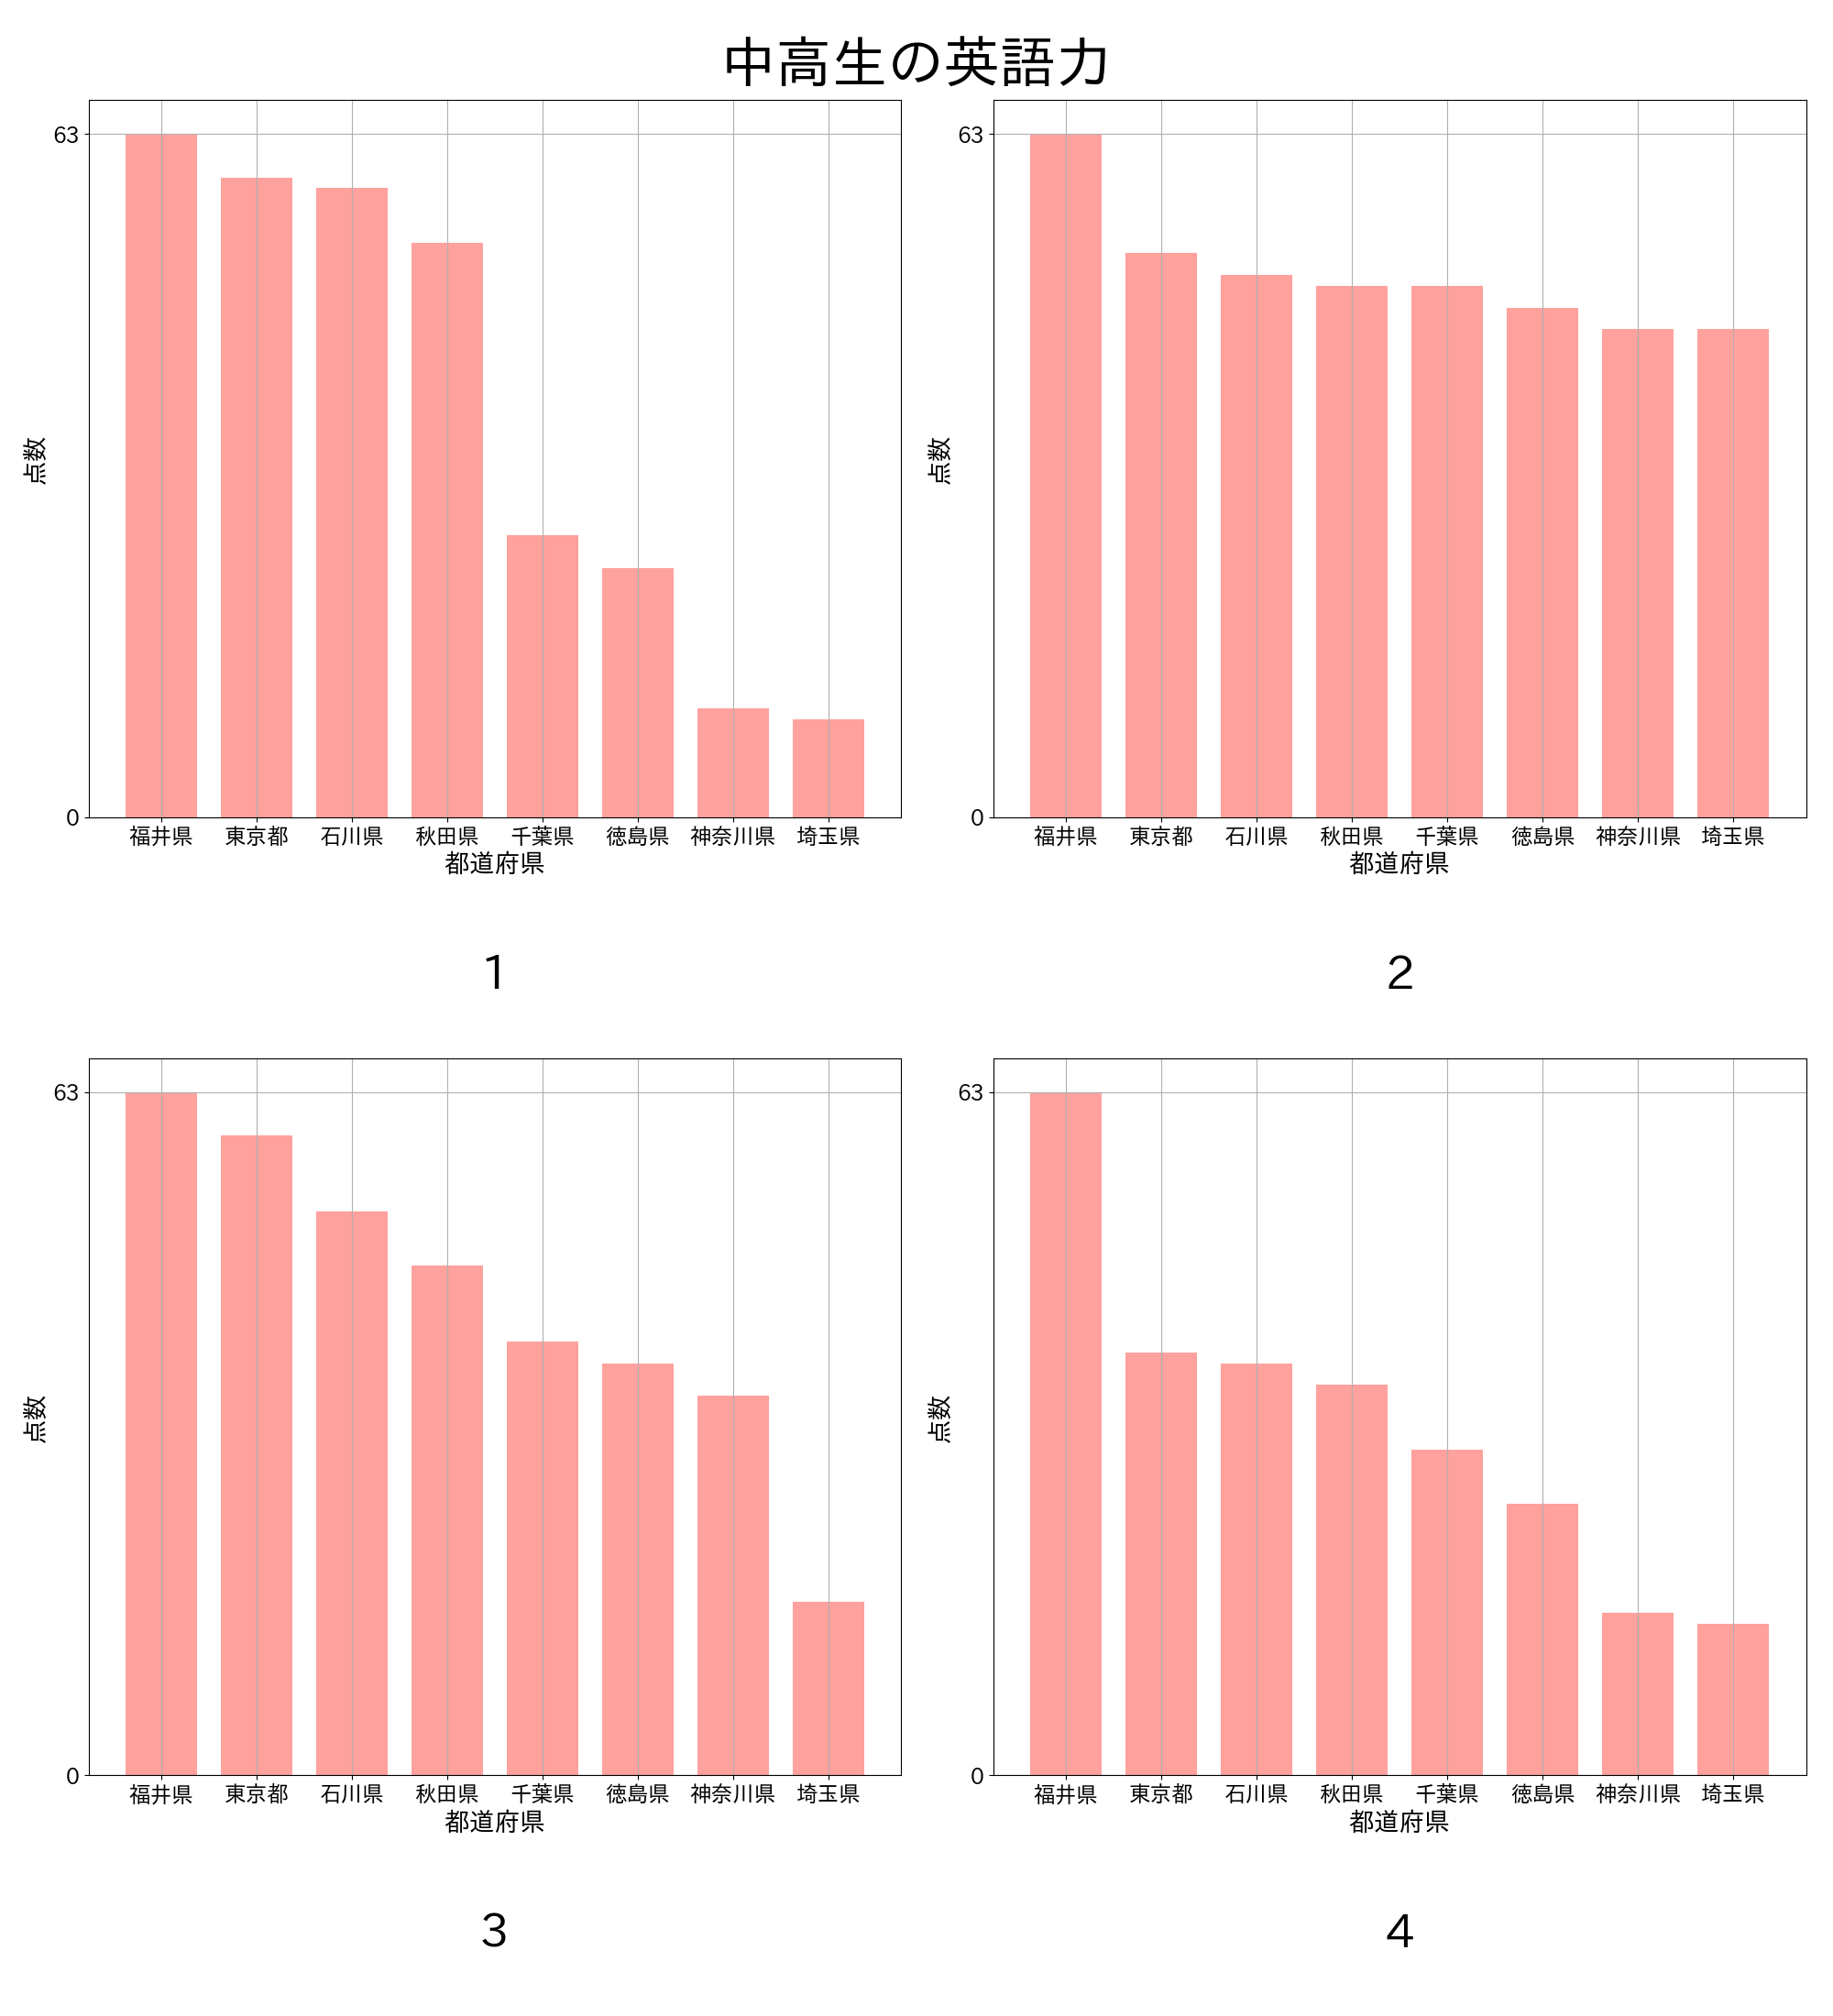 中高生の英語力
63
点数
0
福井県 東京都 石川県 秋田県 千葉県 徳島県 神奈川県 埼玉県
都道府県
1
63
点数
0
福井県 東京都 石川県 秋田県 千葉県 徳島県 神奈川県 埼玉県
都道府県
2
63
点数
0
福井県 東京都 石川県 秋田県 千葉県 徳島県 神奈川県 埼玉県
都道府県
3
63
点数
0
福井県 東京都 石川県 秋田県 千葉県 徳島県 神奈川県 埼玉県
都道府県
4